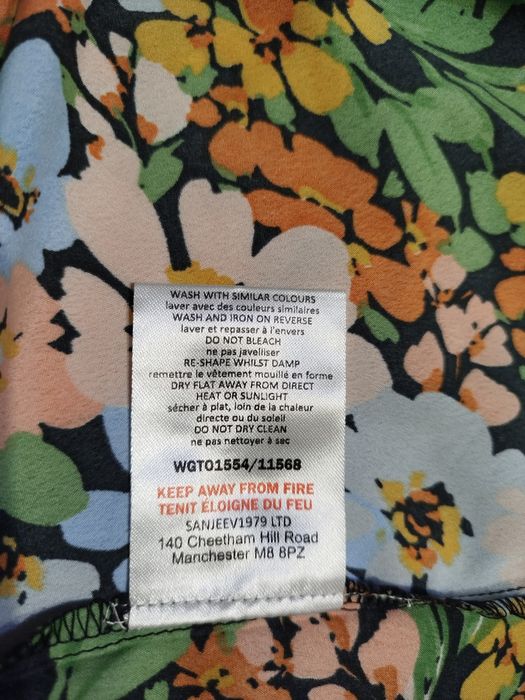 WASH WITH SIMILAR COLOURS
laver avec des couleurs similaires
WASH AND IRON ON REVERSE
laver et repasser à l'envers
DO NOT BLEACH
ne pas javelliser
RE-SHAPE WHILST DAMP
remettre le vêtement mouillé en forme
DRY FLAT AWAY FROM DIRECT
HEAT OR SUNLIGHT
sécher à plat, loin de la chaleur
directe ou du soleil
DO NOT DRY CLEAN
ne pas nettoyer à sec
WGTO1554/11568
KEEP AWAY FROM FIRE
TENIT ÉLOIGNE DU FEU
SANJEEV1979 LTD
140 Cheetham Hill Road
Manchester M8 8PZ